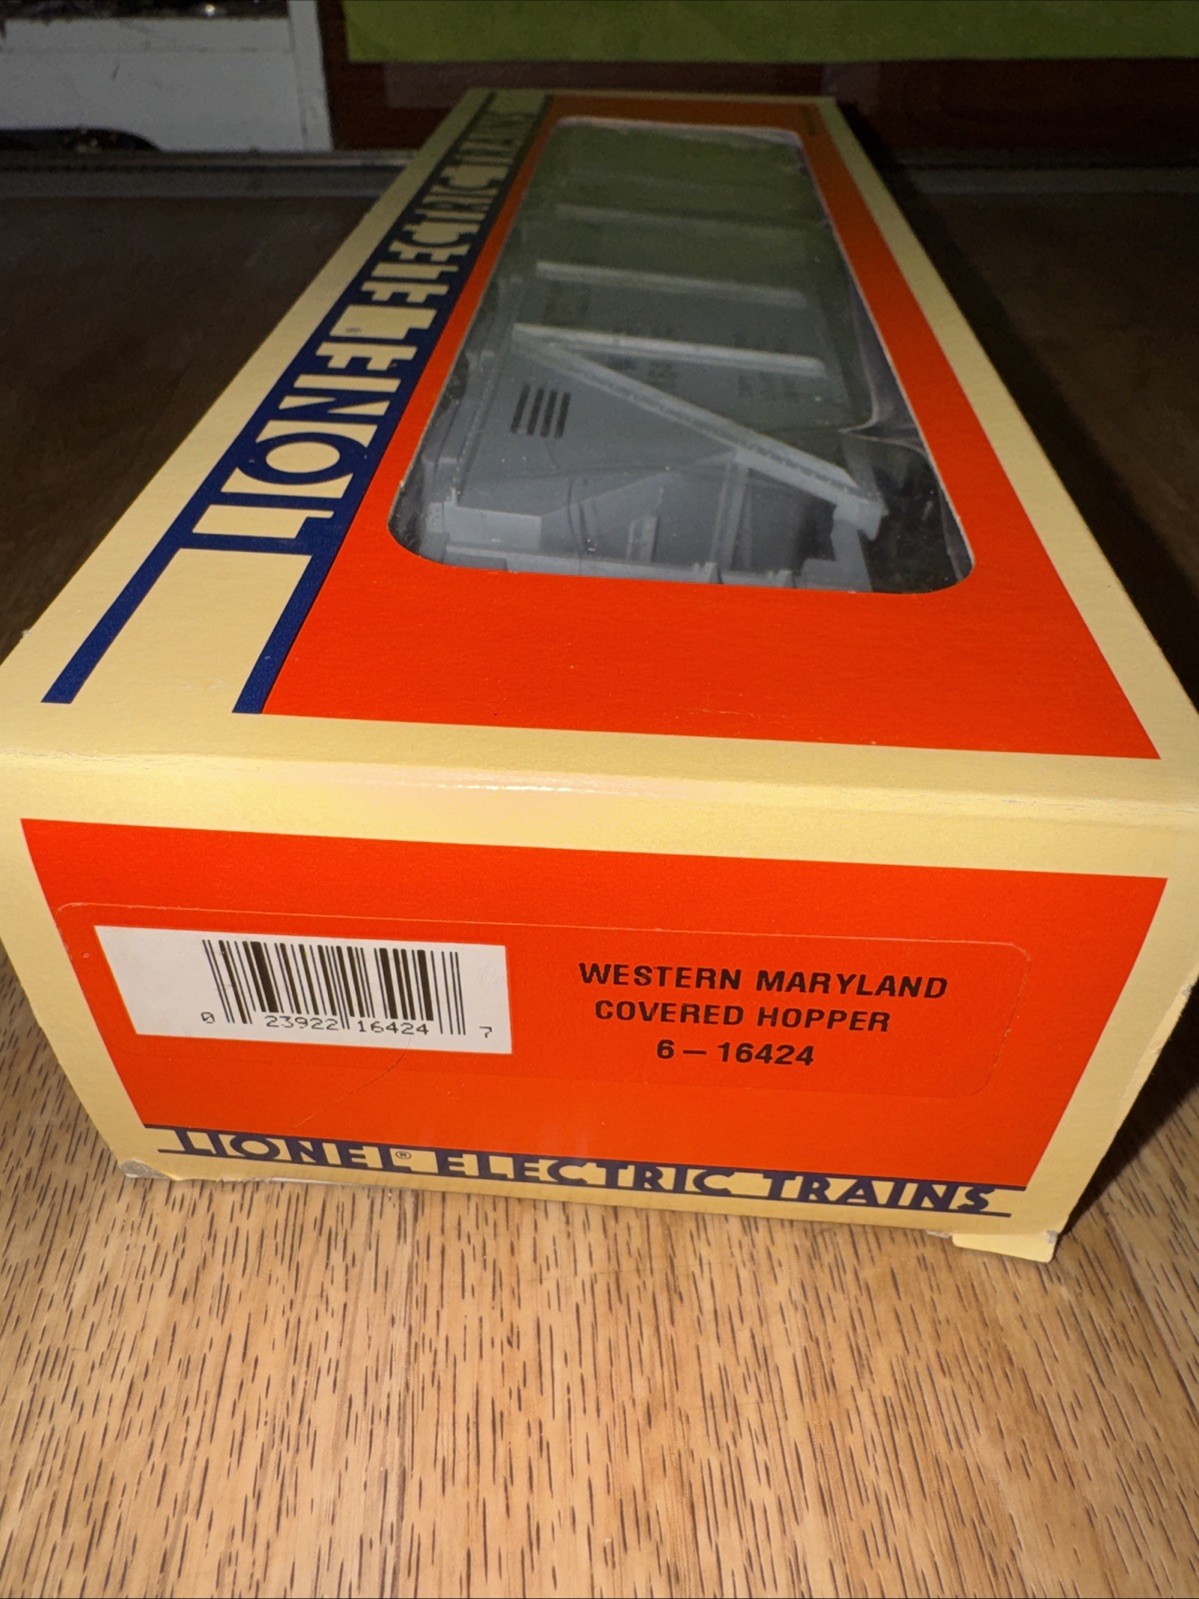 LIONEL® ELECTRIC TRAINS
0 23922 16424 7
WESTERN MARYLAND
COVERED HOPPER
6-16424
LIONEL® ELECTRIC TRAINS